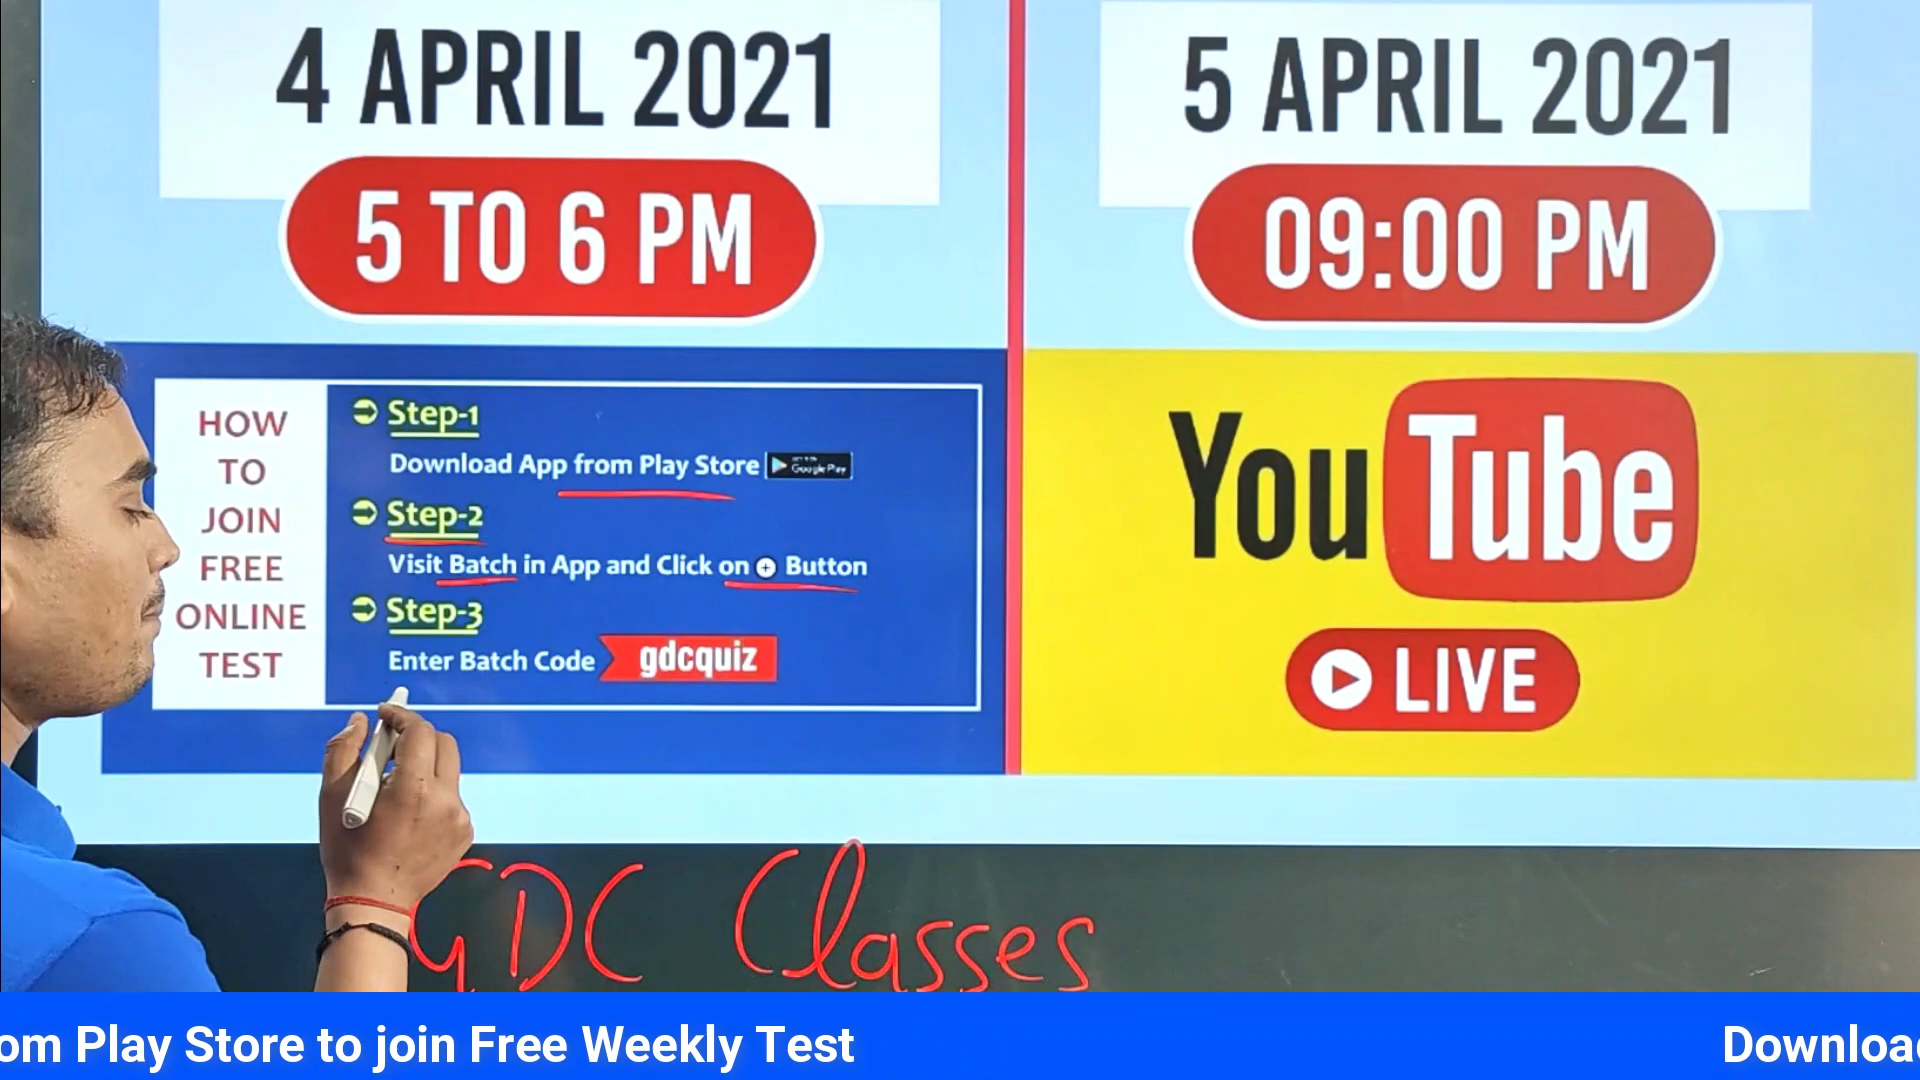 4 APRIL 2021
5 TO 6 PM
HOW
TO
JOIN
FREE
ONLINE
TEST
Step-1
Download App from Play Store Google Play
Step-2
Visit Batch in App and Click on + Button
Step-3
Enter Batch Code gdcquiz
5 APRIL 2021
09:00 PM
YouTube
LIVE
GDC Classes
om Play Store to join Free Weekly Test
Downloa